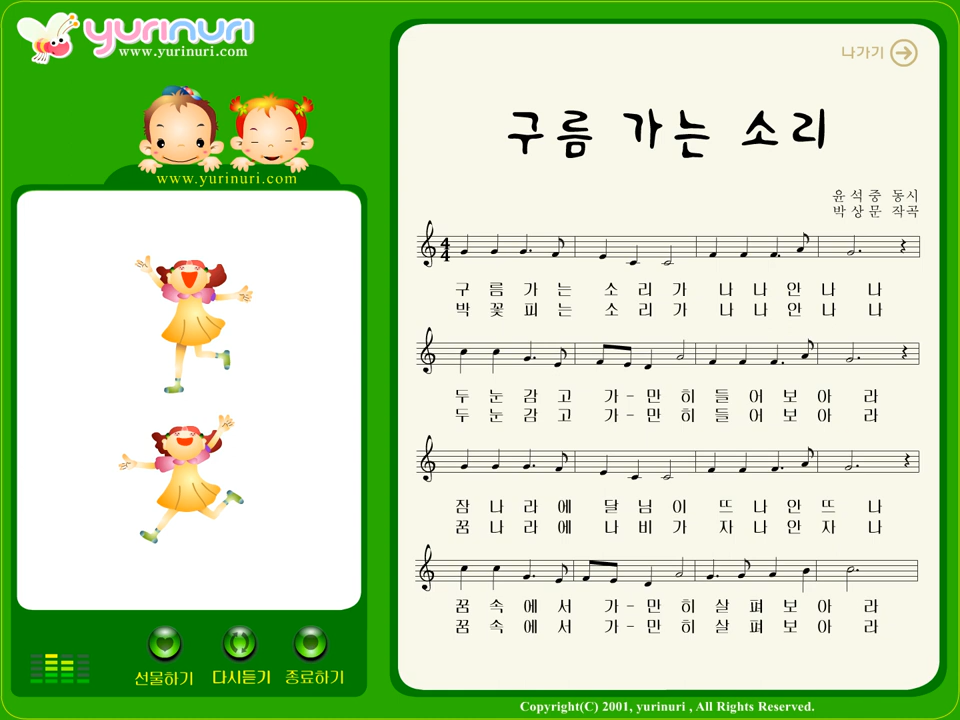 yurinuri
www.yurinuri.com
www.yurinuri.com
나가기
구름 가는 소리
윤석중 동시
박상문 작곡
구 름 가 는 소 리 가 나 나 안 나 나
박 꽃 피 는 소 리 가 나 나 안 나 나
두 눈 감 고 가 - 만 히 들 어 보 아 라
두 눈 감 고 가 - 만 히 들 어 보 아 라
잠 나 라 에 달 님 이 뜨 나 안 뜨 나
꿈 나 라 에 나 비 가 자 나 안 자 나
꿈 속 에 서 가 - 만 히 살 펴 보 아 라
꿈 속 에 서 가 - 만 히 살 펴 보 아 라
선물하기 다시듣기 종료하기
Copyright(C) 2001, yurinuri , All Rights Reserved.